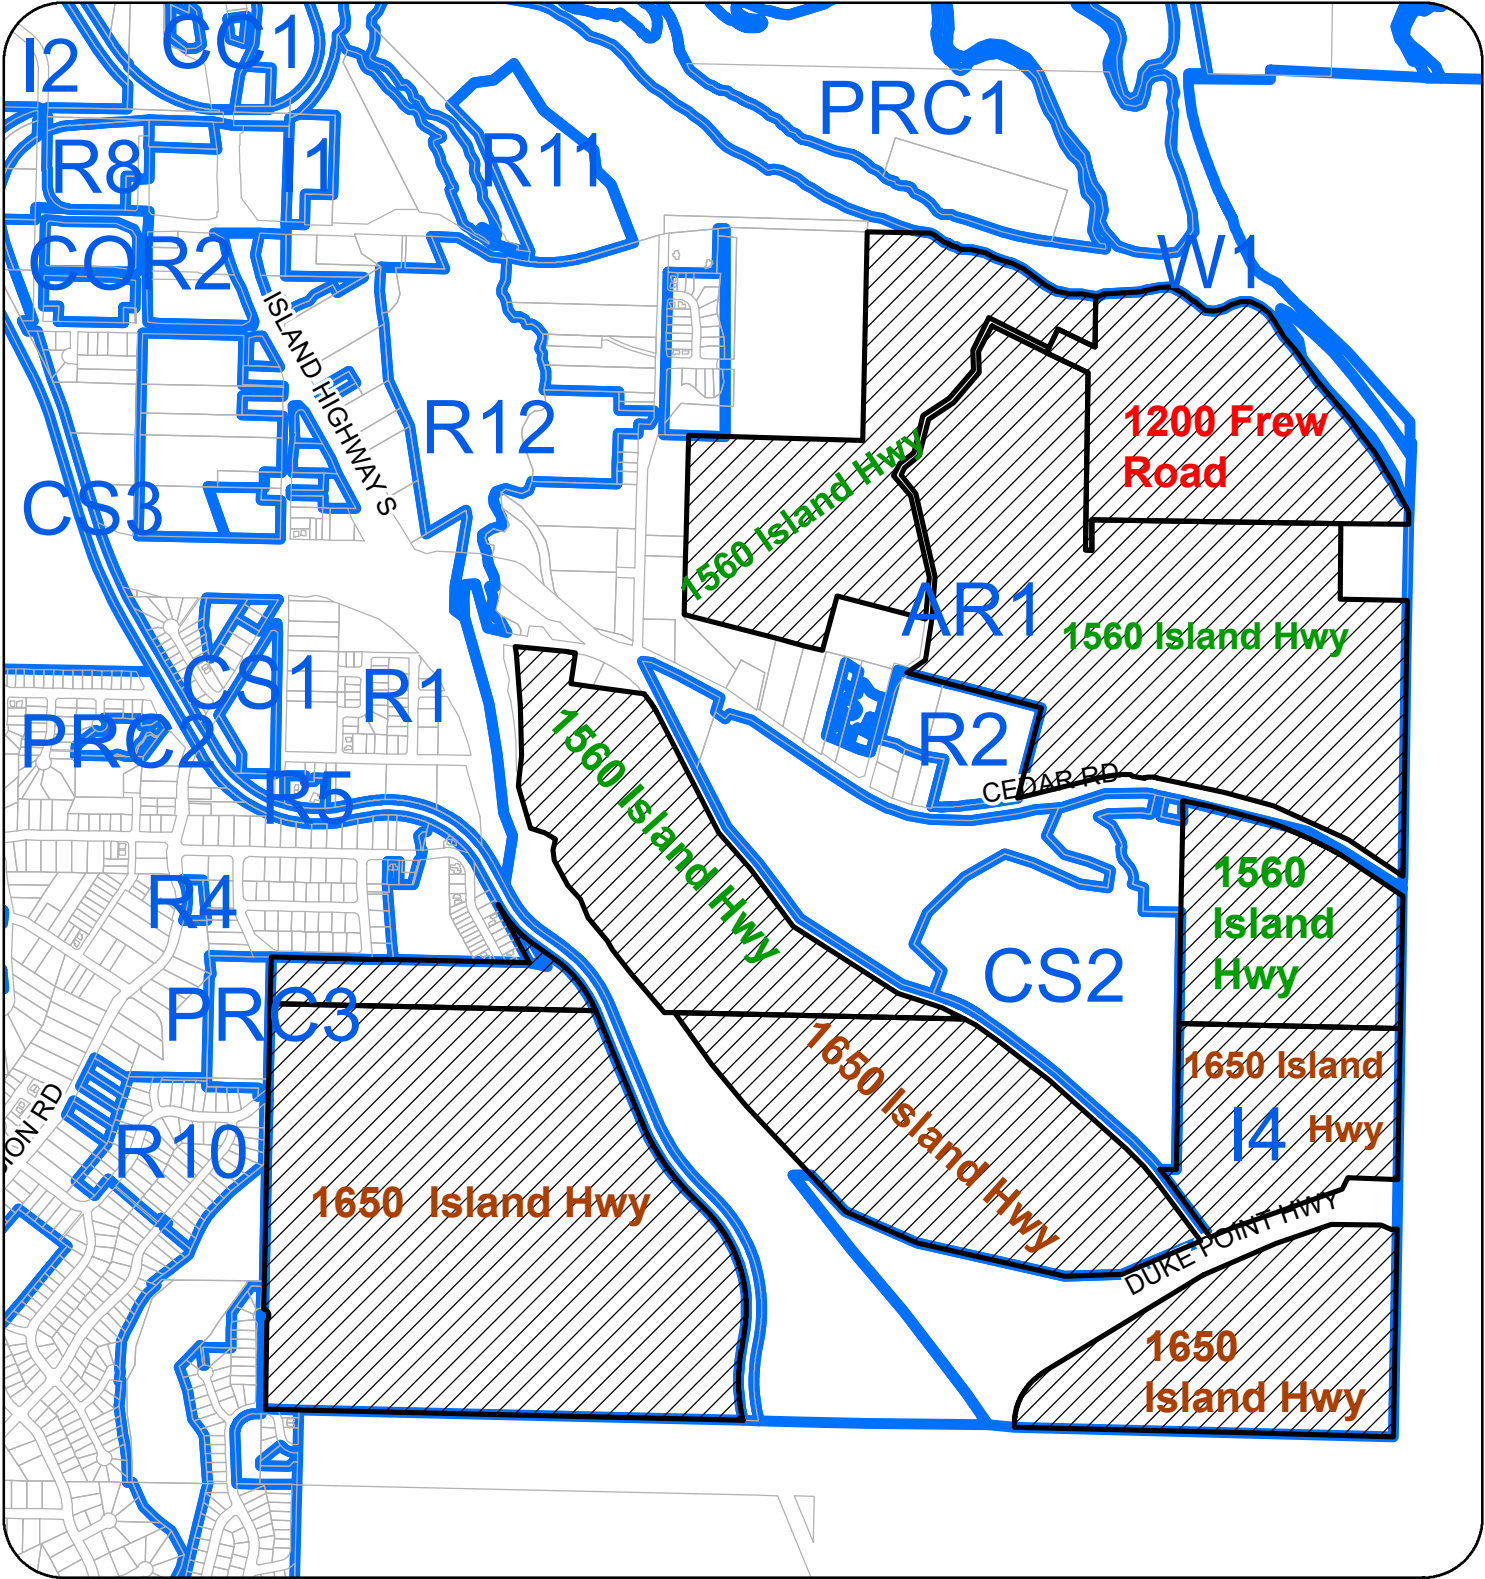 I2
CC1
PRC1
R8
I1
R11
COR2
W1
ISLAND HIGHWAY S
R12
1200 Frew
Road
1560 Island Hwy
CS3
AR1
1560 Island Hwy
CS1
R1
PRC2
R2
1560 Island Hwy
CEDAR RD
R5
R4
1560
Island
Hwy
CS2
PRC3
1650 Island Hwy
1650 Island
Hwy
I4
R10
1650 Island Hwy
DUKE POINT HWY
1650
Island Hwy